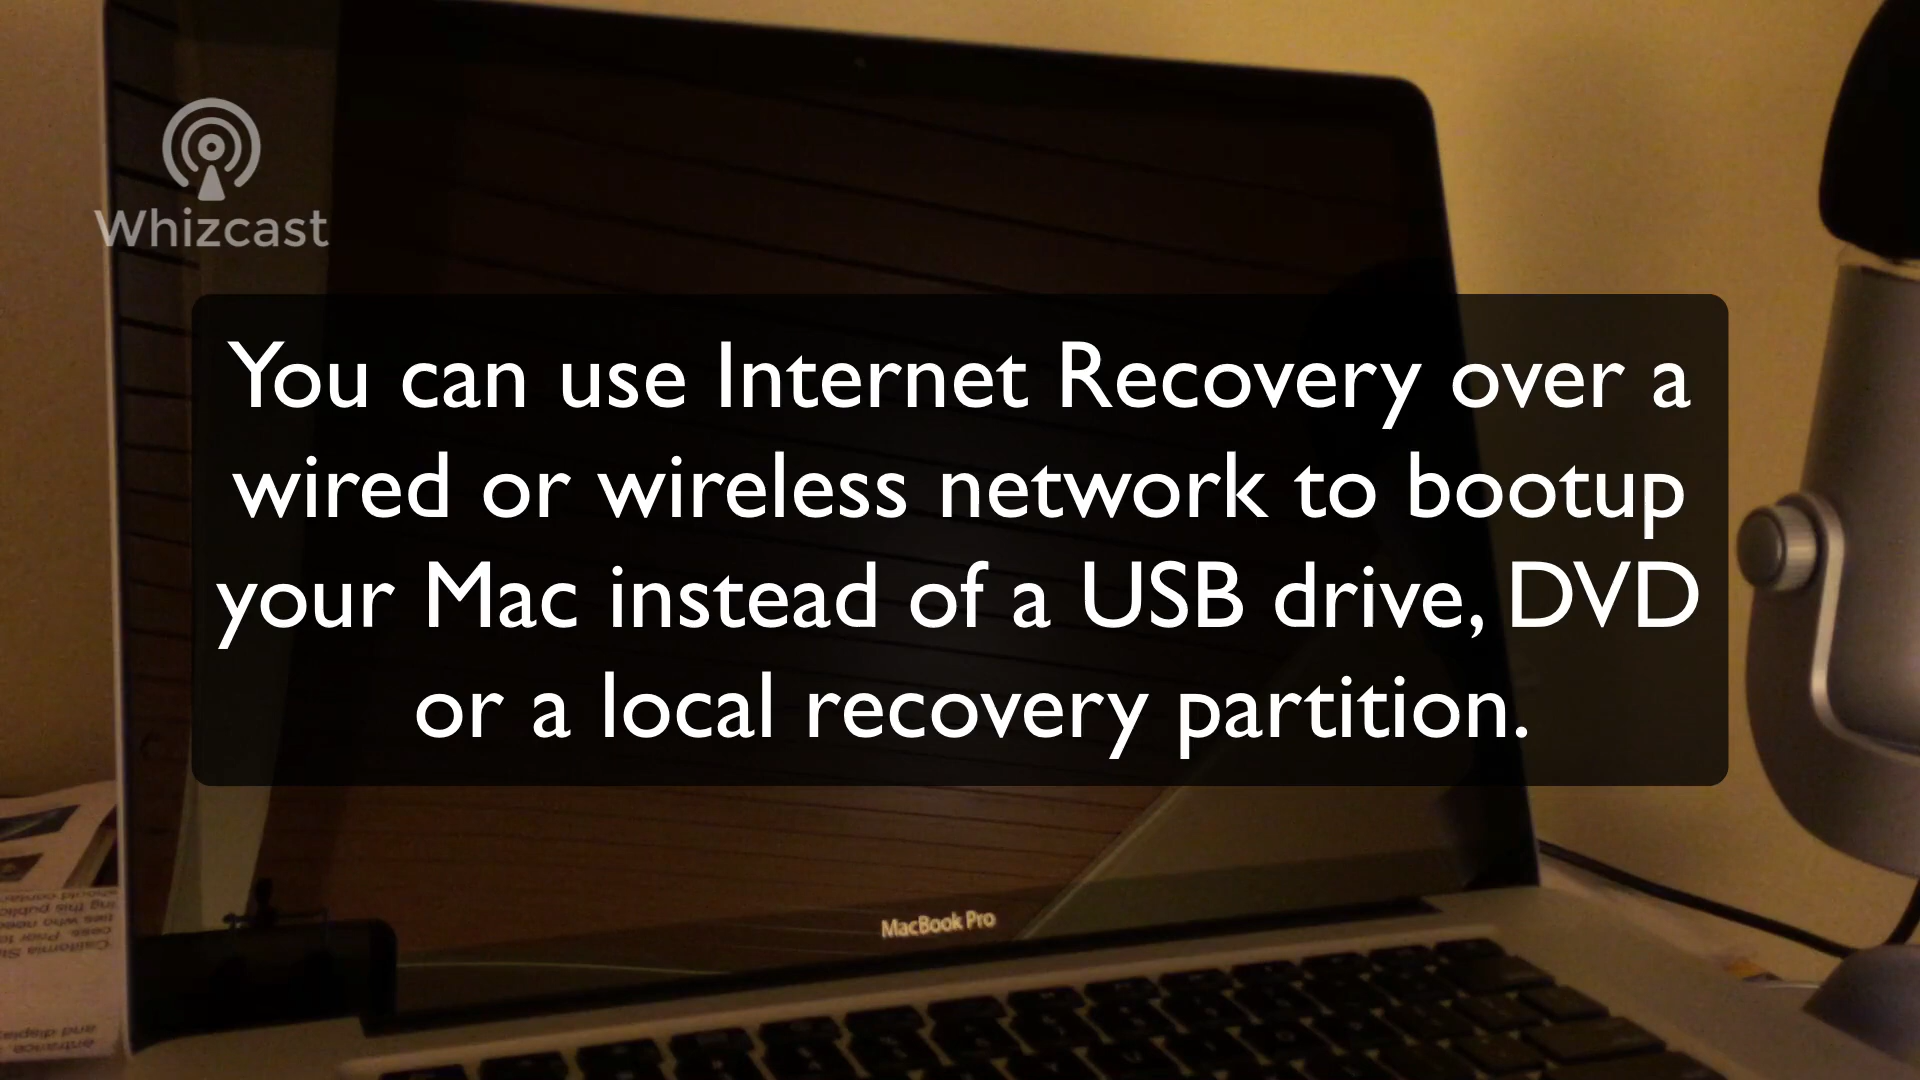 Whizcast
You can use Internet Recovery over a
wired or wireless network to bootup
your Mac instead of a USB drive, DVD
or a local recovery partition.
MacBook Pro